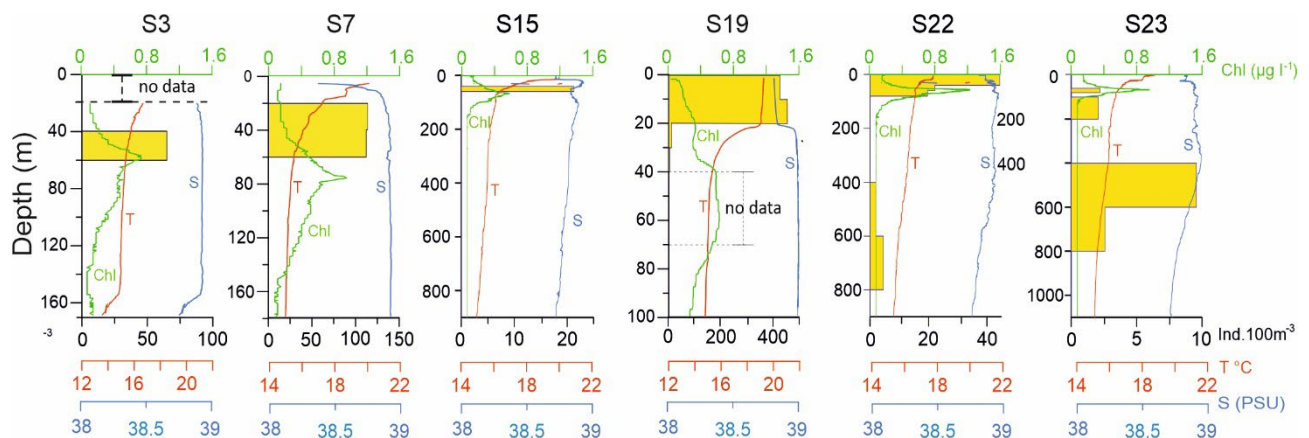 S3 S7 S15 S19 S22 S23
0 0.8 1.6 0 0.8 1.6 0 0.8 1.6 0 0.8 1.6 0 0.8 1.6 0 0.8 1.6 Chl (µg l⁻¹)
0 no data
Depth (m)
0 40 80 120 160
0 40 80 120 160
0 200 400 600 800
0 20 40 60 80 100
0 200 400 600 800
0 200 400 600 800 1000
Chl T S
T Chl S
Chl T S
Chl S T no data
Chl T S
Chl T S
-3
0 50 100 0 50 100 150 0 10 20 0 200 400 0 20 40 0 5 10 Ind.100m⁻³
12 16 20 14 18 22 14 18 22 12 16 20 14 18 22 14 18 22 T °C
38 38.5 39 38 38.5 39 38 38.5 39 38 38.5 39 38 38.5 39 38 38.5 39 S (PSU)